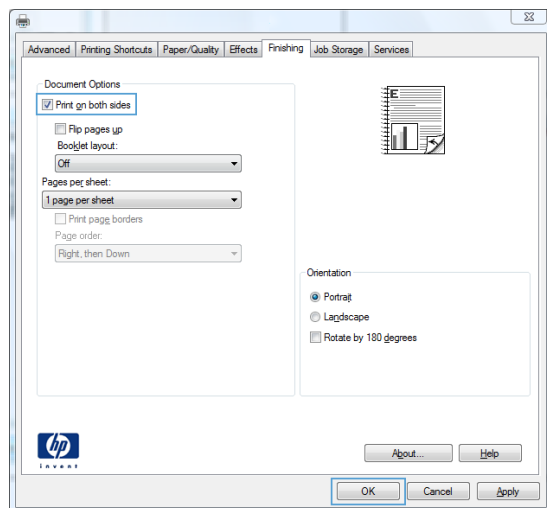 Advanced Printing Shortcuts Paper/Quality Effects Finishing Job Storage Services
Document Options
Print on both sides
Flip pages up
Booklet layout:
Off
Pages per sheet:
1 page per sheet
Print page borders
Page order:
Right, then Down
E
Orientation
Portrait
Landscape
Rotate by 180 degrees
hp
invent
About... Help
OK Cancel Apply